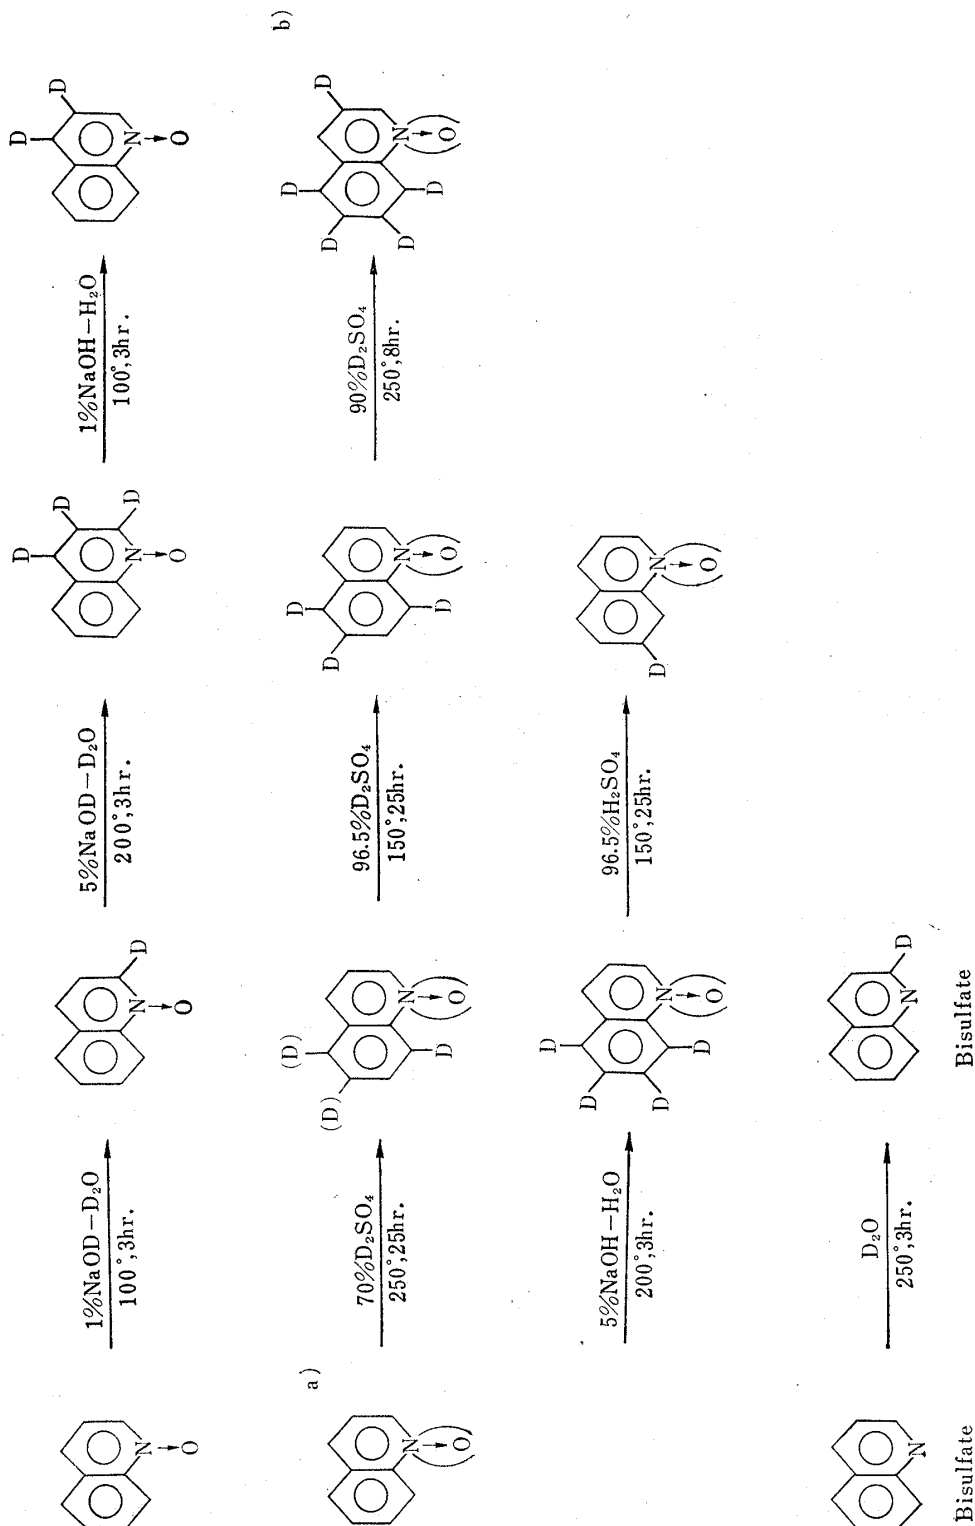 N
O
1%NaOD−D₂O
100°,3hr.
D
N
O
5%NaOD−D₂O
200°,3hr.
D
D
D
N
O
1%NaOH−H₂O
100°,3hr.
D
D
N
O
a)
N
(O)
70%D₂SO₄
250°,25hr.
(D)
(D)
N
D
(O)
96.5%D₂SO₄
150°,25hr.
D
D
N
D
(O)
90%D₂SO₄
250°,8hr.
b)
D
D
D
N
D
D
(O)
5%NaOH−H₂O
200°,3hr.
D
D
N
D
D
(O)
96.5%H₂SO₄
150°,25hr.
D
N
(O)
N
Bisulfate
D₂O
250°,3hr.
N
D
Bisulfate